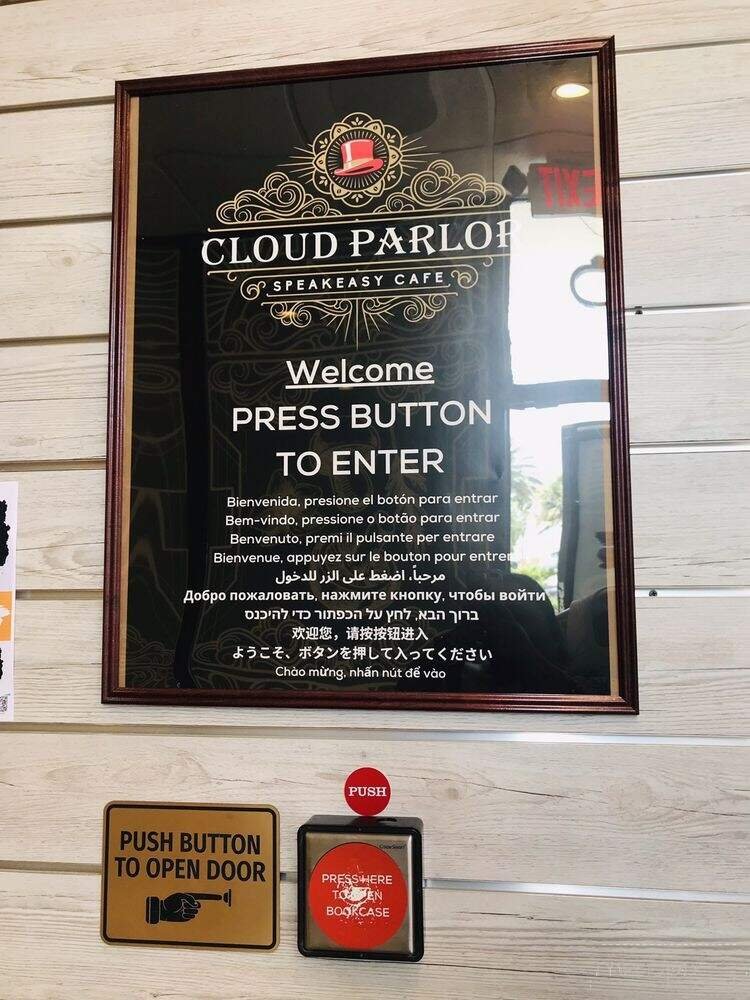 CLOUD PARLOR
SPEAKEASY CAFE
EXIT
Welcome
PRESS BUTTON
TO ENTER
Bienvenida, presione el botón para entrar
Bem-vindo, pressione o botão para entrar
Benvenuto, premi il pulsante per entrare
Bienvenue, appuyez sur le bouton pour entrer
مرحباً، اضغط على الزر للدخول
Добро пожаловать, нажмите кнопку, чтобы войти
ברוך הבא, לחץ על הכפתור כדי להיכנס
欢迎您，请按按钮进入
ようこそ、ボタンを押して入ってください
Chào mừng, nhấn nút để vào
PUSH
PUSH BUTTON
TO OPEN DOOR
PRESS HERE
TO OPEN
BOOKCASE